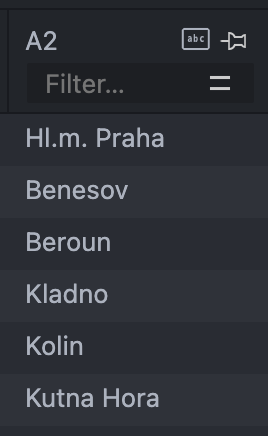 A2
abc
Filter...
Hl.m. Praha
Benesov
Beroun
Kladno
Kolin
Kutna Hora